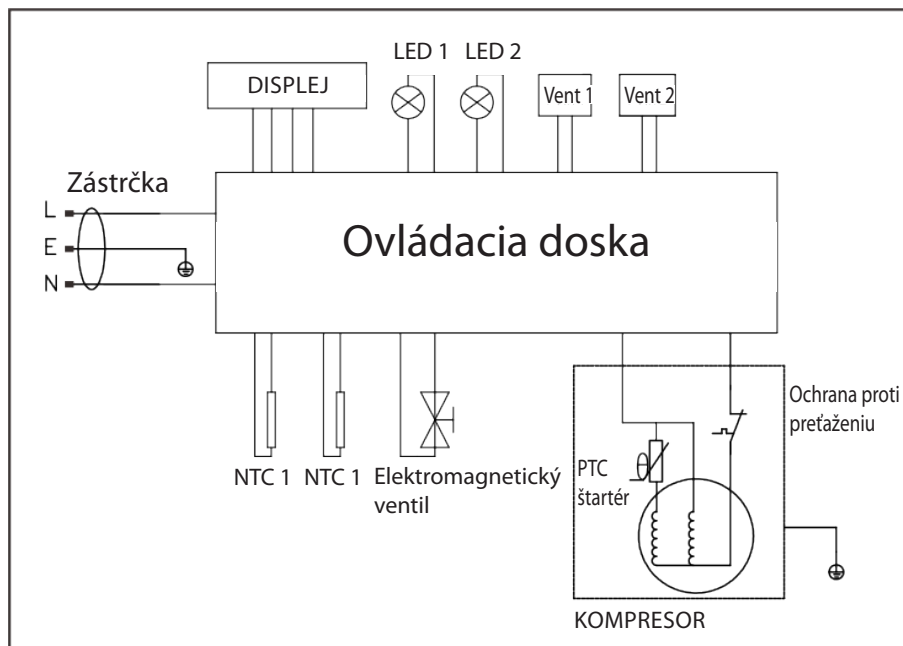 LED 1
LED 2
DISPLEJ
Vent 1
Vent 2
Zástrčka
L
E
N
Ovládacia doska
NTC 1
NTC 1
Elektromagnetický
ventil
PTC
štartér
Ochrana proti
preťaženiu
KOMPRESOR